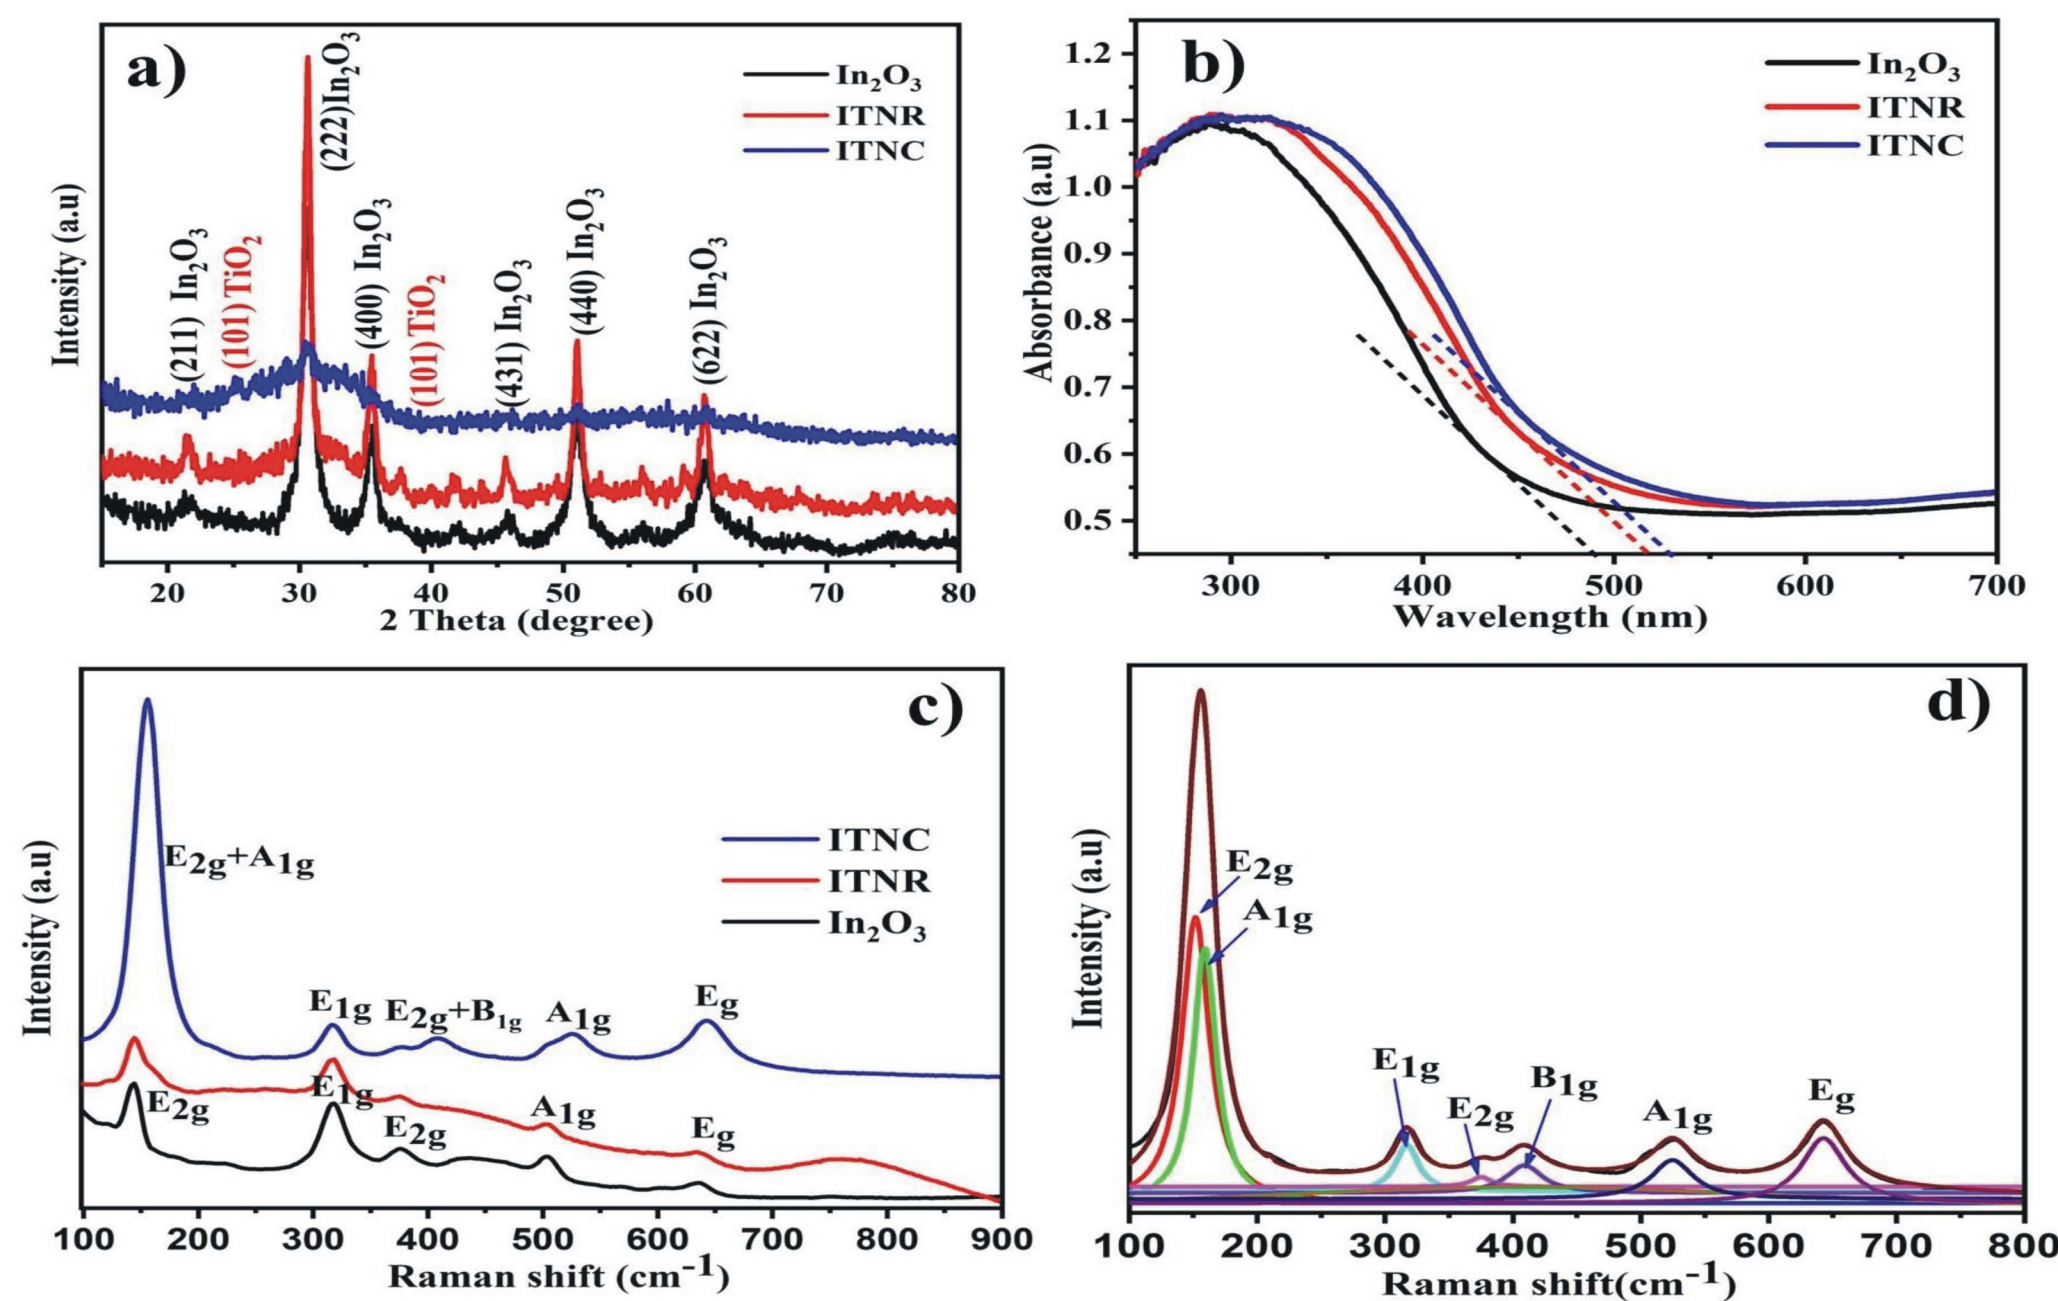 a)
In₂O₃
ITNR
ITNC
(211) In₂O₃
(101) TiO₂
(222)In₂O₃
(400) In₂O₃
(101) TiO₂
(431) In₂O₃
(440) In₂O₃
(622) In₂O₃
Intensity (a.u)
20 30 40 50 60 70 80
2 Theta (degree)
b)
In₂O₃
ITNR
ITNC
Absorbance (a.u)
1.2
1.1
1.0
0.9
0.8
0.7
0.6
0.5
300 400 500 600 700
Wavelength (nm)
c)
ITNC
ITNR
In₂O₃
E2g+A1g
E1g
E2g+B1g
A1g
Eg
E2g
E1g
E2g
A1g
Eg
Intensity (a.u)
100 200 300 400 500 600 700 800 900
Raman shift (cm⁻¹)
d)
E2g
A1g
E1g
E2g
B1g
A1g
Eg
Intensity (a.u)
100 200 300 400 500 600 700 800
Raman shift(cm⁻¹)